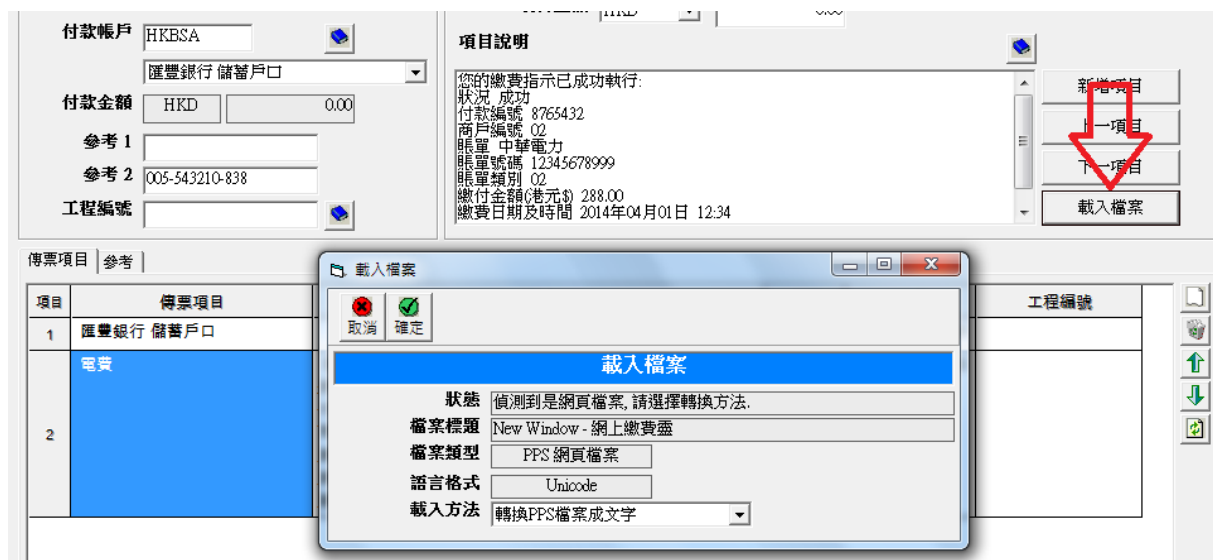 付款帳戶 HKBSA
匯豐銀行 儲蓄戶口
付款金額 HKD 0.00
參考 1
參考 2 005-543210-838
工程編號
項目說明
您的繳費指示已成功執行:
狀況 成功
付款編號 8765432
商戶編號 02
賬單 中華電力
賬單號碼 12345678999
賬單類別 02
繳付金額(港元$) 288.00
繳費日期及時間 2014年04月01日 12:34
新增項目
上一項目
下一項目
載入檔案
傳票項目 參考
項目 傳票項目 工程編號
1 匯豐銀行 儲蓄戶口
2 電費
載入檔案
取消 確定
載入檔案
狀態 偵測到是網頁檔案, 請選擇轉換方法.
檔案標題 New Window - 網上繳費靈
檔案類型 PPS 網頁檔案
語言格式 Unicode
載入方法 轉換PPS檔案成文字